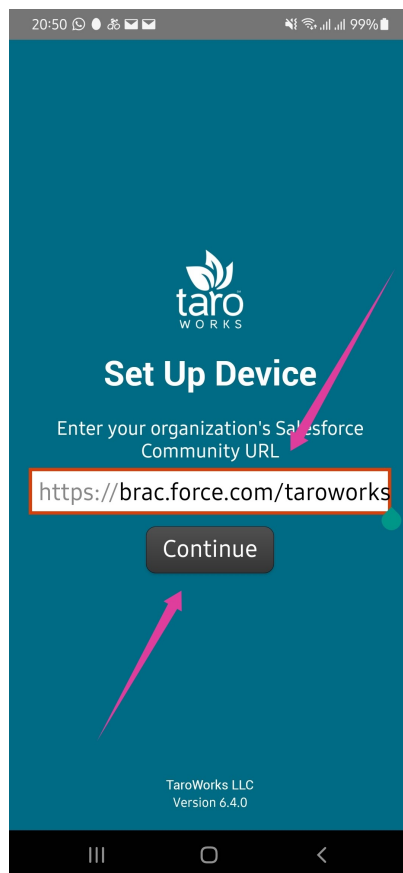 20:50 99%
taro
WORKS
Set Up Device
Enter your organization's Salesforce
Community URL
https://brac.force.com/taroworks
Continue
TaroWorks LLC
Version 6.4.0